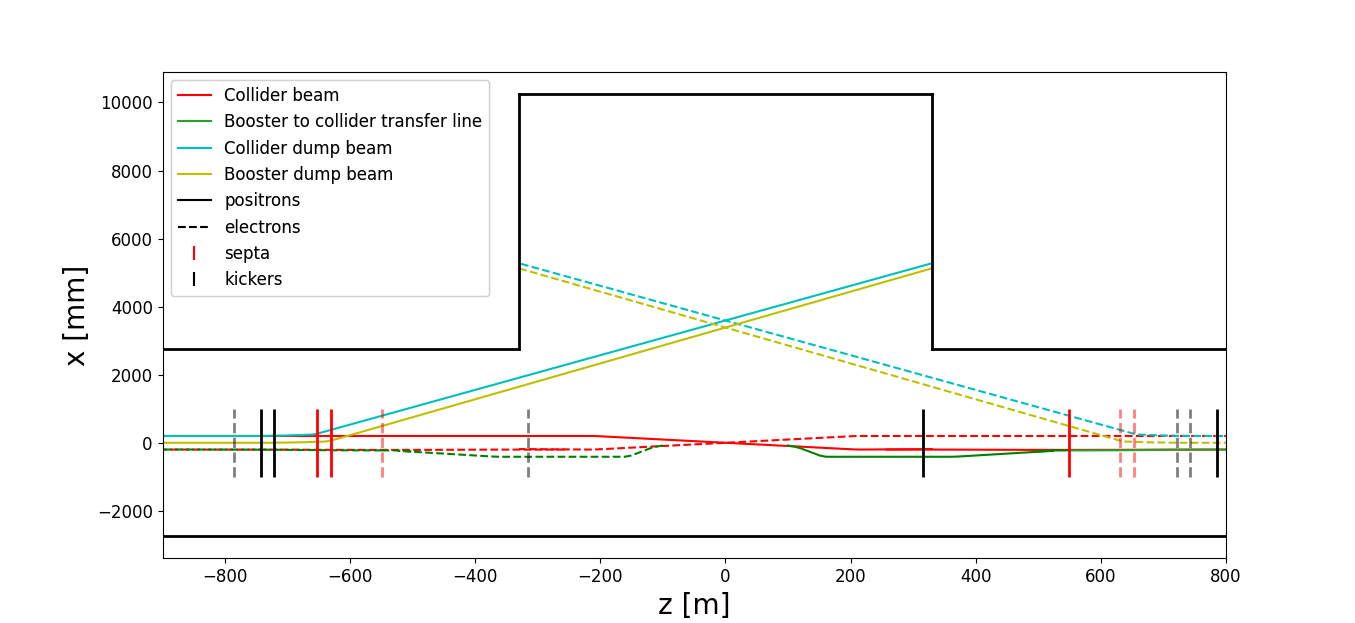 Collider beam
Booster to collider transfer line
Collider dump beam
Booster dump beam
positrons
electrons
septa
kickers
10000
8000
6000
4000
2000
0
−2000
x [mm]
−800 −600 −400 −200 0 200 400 600 800
z [m]